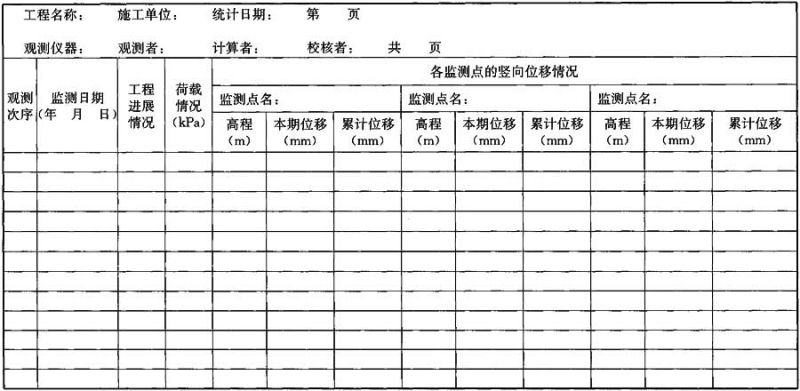 工程名称： 施工单位： 统计日期： 第 页
观测仪器： 观测者： 计算者： 校核者： 共 页
观测次序 监测日期（年 月 日） 工程进展情况 荷载情况（kPa） 各监测点的竖向位移情况
监测点名： 监测点名： 监测点名：
高程（m） 本期位移（mm） 累计位移（mm） 高程（m） 本期位移（mm） 累计位移（mm） 高程（m） 本期位移（mm） 累计位移（mm）